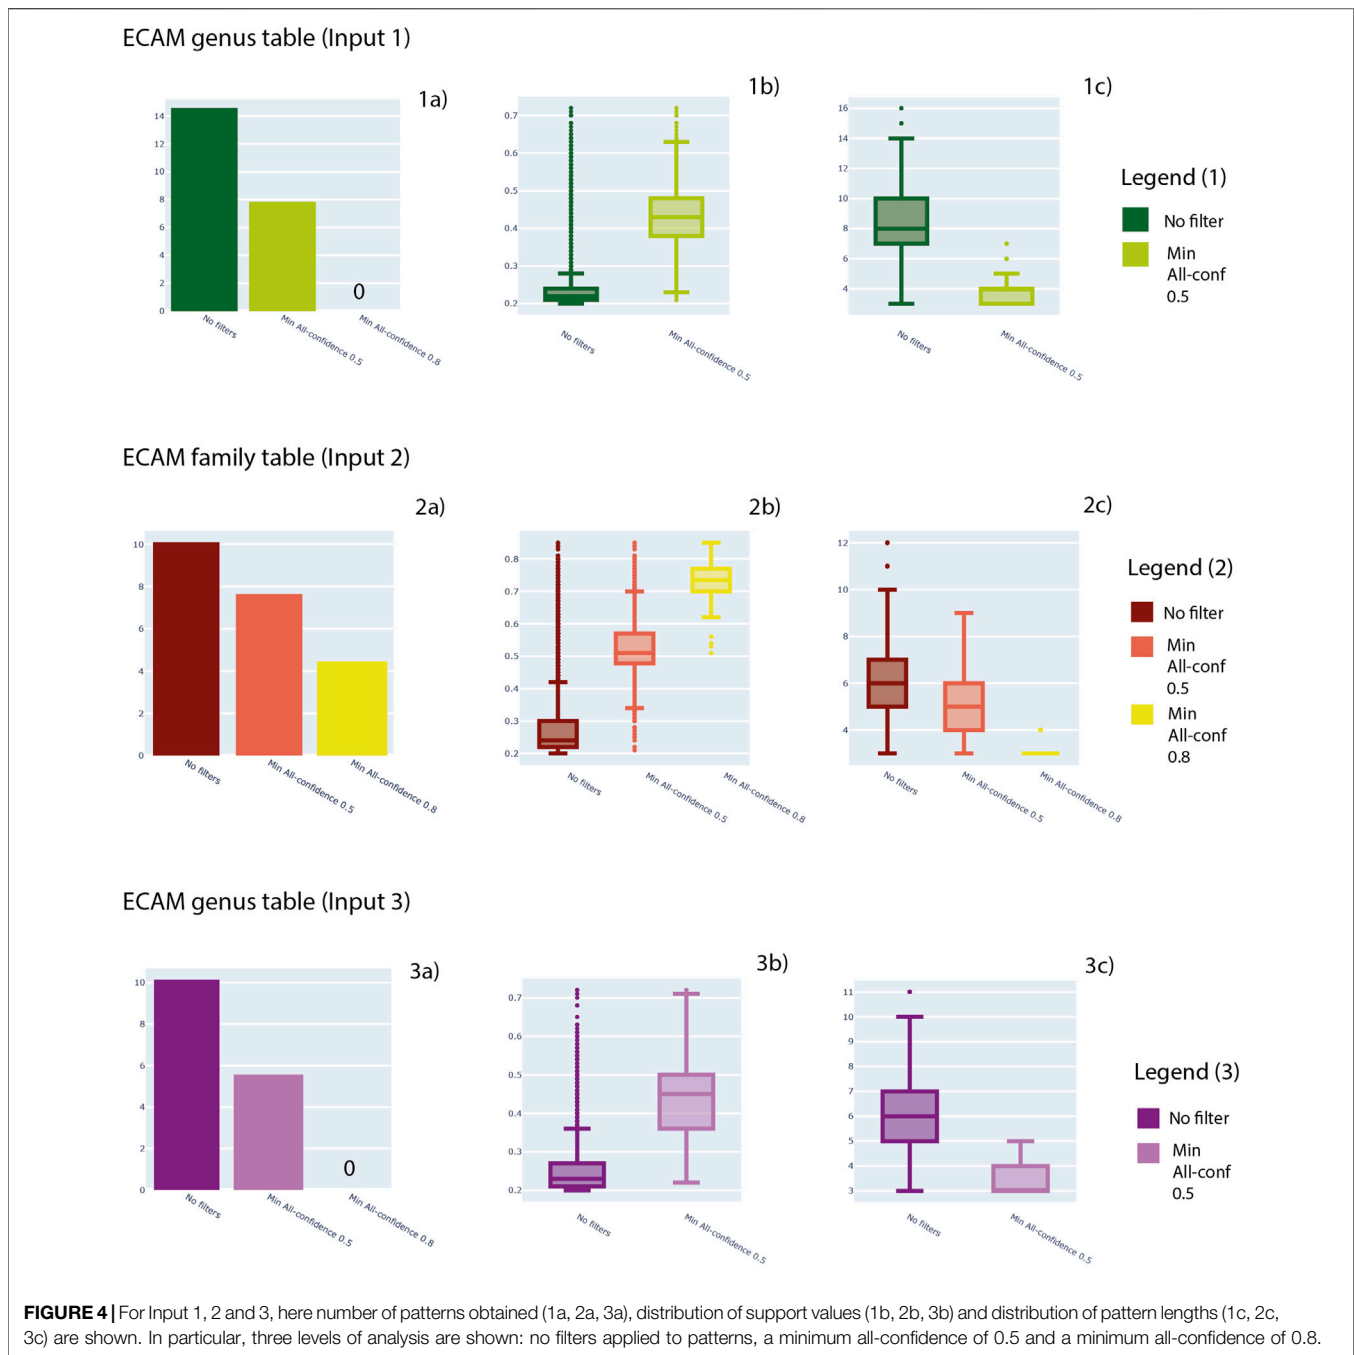 ECAM genus table (Input 1)
1a)
14
12
10
8
6
4
2
0
0
No filters
Min All-confidence 0.5
Min All-confidence 0.8
1b)
0.7
0.6
0.5
0.4
0.3
0.2
No filters
Min All-confidence 0.5
1c)
16
14
12
10
8
6
4
No filters
Min All-confidence 0.5
Legend (1)
No filter
Min
All-conf
0.5
ECAM family table (Input 2)
2a)
10
8
6
4
2
0
No filters
Min All-confidence 0.5
Min All-confidence 0.8
2b)
0.8
0.7
0.6
0.5
0.4
0.3
0.2
No filters
Min All-confidence 0.5
Min All-confidence 0.8
2c)
12
10
8
6
4
No filters
Min All-confidence 0.5
Min All-confidence 0.8
Legend (2)
No filter
Min
All-conf
0.5
Min
All-conf
0.8
ECAM genus table (Input 3)
3a)
10
8
6
4
2
0
0
No filters
Min All-confidence 0.5
Min All-confidence 0.8
3b)
0.7
0.6
0.5
0.4
0.3
0.2
No filters
Min All-confidence 0.5
3c)
11
10
9
8
7
6
5
4
3
No filters
Min All-confidence 0.5
Legend (3)
No filter
Min
All-conf
0.5
FIGURE 4 | For Input 1, 2 and 3, here number of patterns obtained (1a, 2a, 3a), distribution of support values (1b, 2b, 3b) and distribution of pattern lengths (1c, 2c,
3c) are shown. In particular, three levels of analysis are shown: no filters applied to patterns, a minimum all-confidence of 0.5 and a minimum all-confidence of 0.8.